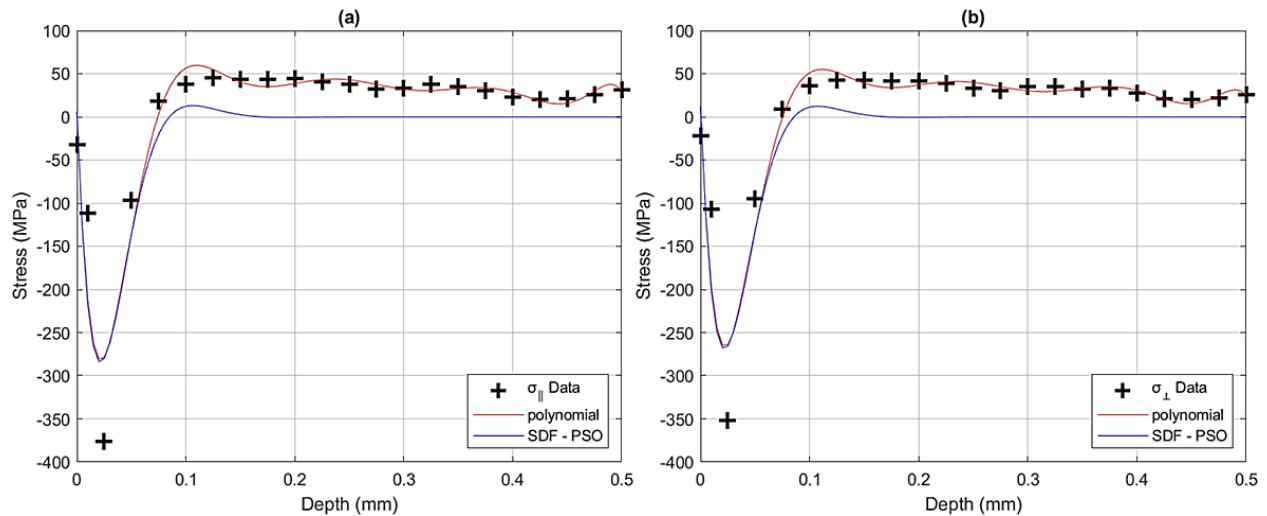 (a)
100
50
0
-50
-100
-150
-200
-250
-300
-350
-400
Stress (MPa)
0
0.1
0.2
0.3
0.4
0.5
Depth (mm)
σ|| Data
polynomial
SDF - PSO
(b)
100
50
0
-50
-100
-150
-200
-250
-300
-350
-400
Stress (MPa)
0
0.1
0.2
0.3
0.4
0.5
Depth (mm)
σ⊥ Data
polynomial
SDF - PSO